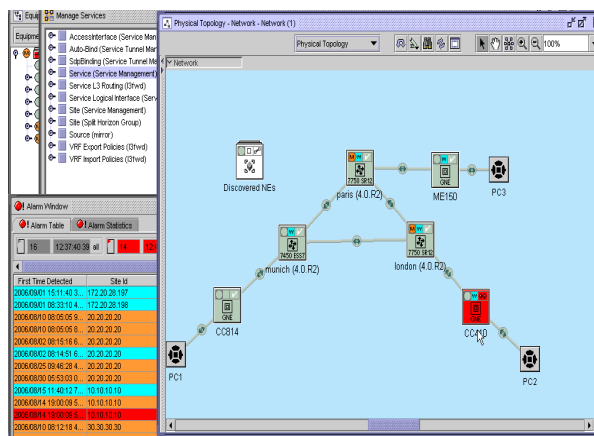 Equip
Manage Services
Physical Topology - Network - Network (1)
Equipme
AccessInterface (Service Man
Auto-Bind (Service Tunnel Mar
SdpBinding (Service Tunnel Me
Service (Service Management)
Service L3 Routing (l3fwd)
Service Logical Interface (Serv
Site (Service Management)
Site (Split Horizon Group)
Source (mirror)
VRF Export Policies (l3fwd)
VRF Import Policies (l3fwd)
Physical Topology
100%
Network
Discovered NEs
7750 SR12
paris (4.0.R2)
GNE
ME150
PC3
7450 ESS7
munich (4.0.R2)
7750 SR12
london (4.0.R2)
GNE
CC814
GNE
CC410
PC1
PC2
Alarm Window
Alarm Table
Alarm Statistics
16 12:37:40 39 all 14
First Time Detected Site Id
2006/09/01 15:11:40 3... 172.20.28.197
2006/09/01 08:33:10 4... 172.20.28.198
2006/08/10 08:05:05 9... 20.20.20.20
2006/08/10 08:05:05 8... 20.20.20.20
2006/08/02 08:15:16 6... 20.20.20.20
2006/08/02 08:14:51 6... 20.20.20.20
2006/08/25 09:46:28 4... 20.20.20.20
2006/08/30 05:53:03 0... 20.20.20.20
2006/08/15 11:40:12 7... 10.10.10.10
2006/08/14 19:00:09 5... 10.10.10.10
10.10.10.10
2006/08/10 08:12:18 4... 30.30.30.30